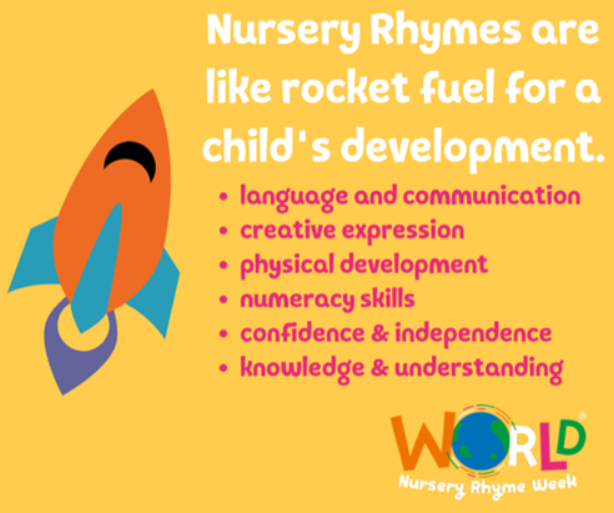 Nursery Rhymes are
like rocket fuel for a
child's development.
• language and communication
• creative expression
• physical development
• numeracy skills
• confidence & independence
• knowledge & understanding
WORLD®
Nursery Rhyme Week